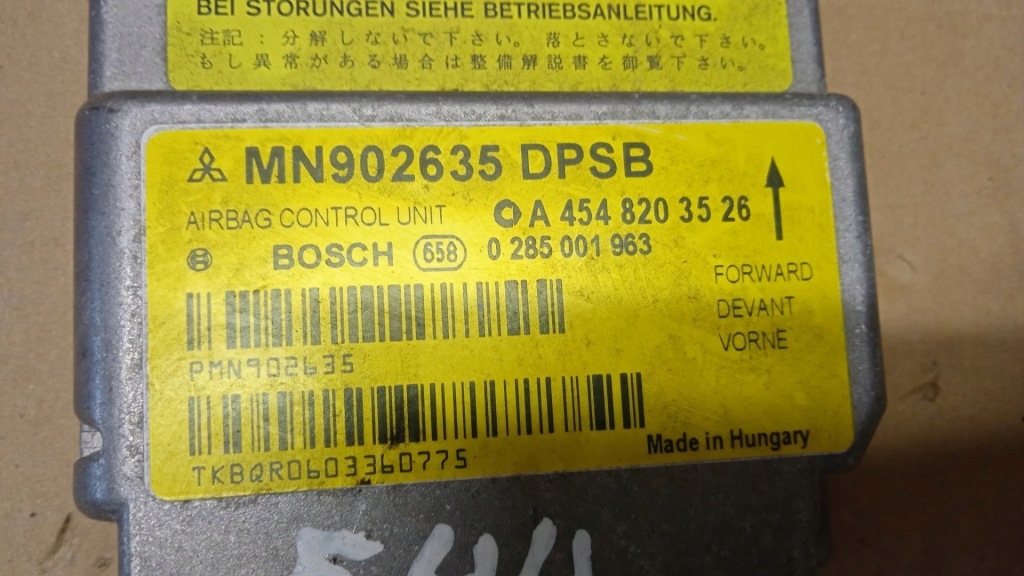 BEI STÖRUNGEN SIEHE BETRIEBSANLEITUNG.
注記：分解しないで下さい。落とさないで下さい。
もし異常がある場合は整備解説書を御覧下さい。
MN902635 DPSB
AIRBAG CONTROL UNIT A 454 820 35 26
BOSCH 658 0 285 001 963
FORWARD
DEVANT
VORNE
PMN902635
TKBQR0603360775
Made in Hungary